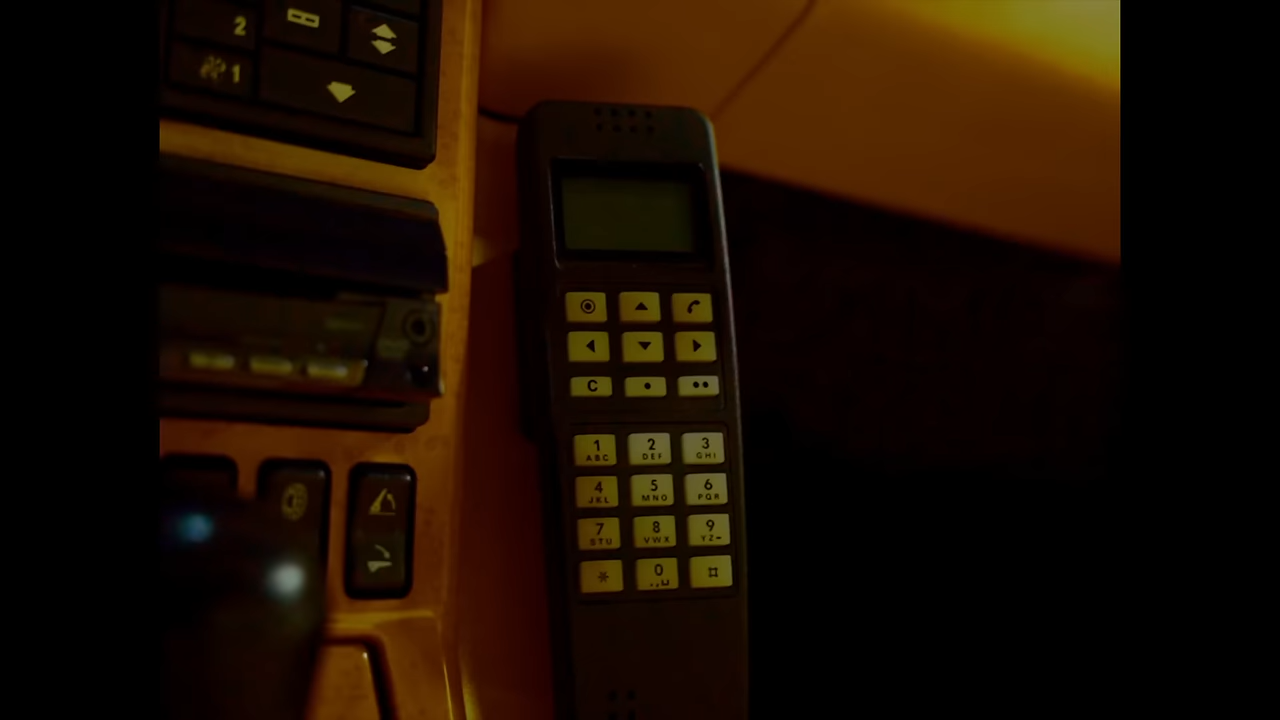 2
1
C
1 2 3
ABC DEF GHI
4 5 6
JKL MNO PQR
7 8 9
STU VWX YZ-
* 0 #
.,␣